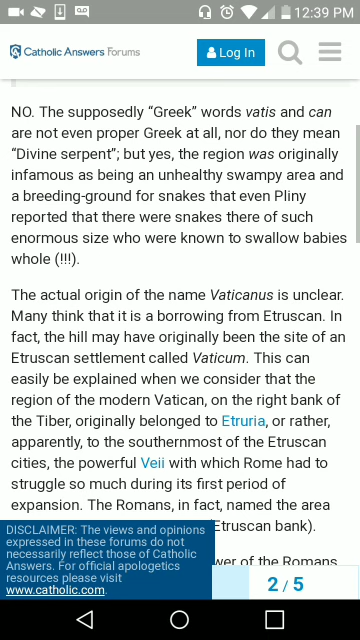 12:39 PM
Catholic Answers Forums
Log In
NO. The supposedly “Greek” words vatis and can
are not even proper Greek at all, nor do they mean
“Divine serpent”; but yes, the region was originally
infamous as being an unhealthy swampy area and
a breeding-ground for snakes that even Pliny
reported that there were snakes there of such
enormous size who were known to swallow babies
whole (!!!).
The actual origin of the name Vaticanus is unclear.
Many think that it is a borrowing from Etruscan. In
fact, the hill may have originally been the site of an
Etruscan settlement called Vaticum. This can
easily be explained when we consider that the
region of the modern Vatican, on the right bank of
the Tiber, originally belonged to Etruria, or rather,
apparently, to the southernmost of the Etruscan
cities, the powerful Veii with which Rome had to
struggle so much during its first period of
expansion. The Romans, in fact, named the area
Etruscan bank).
of the Romans
DISCLAIMER: The views and opinions
expressed in these forums do not
necessarily reflect those of Catholic
Answers. For official apologetics
resources please visit
www.catholic.com.
2 / 5